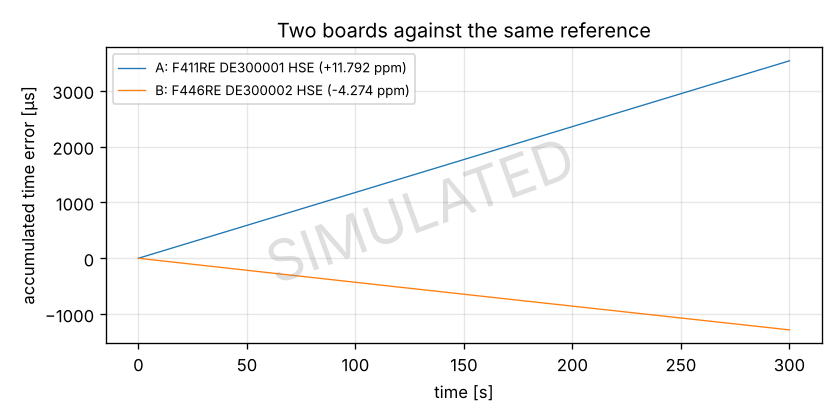 Two boards against the same reference
A: F411RE DE300001 HSE (+11.792 ppm)
B: F446RE DE300002 HSE (-4.274 ppm)
accumulated time error [µs]
3000
2000
1000
0
−1000
SIMULATED
0 50 100 150 200 250 300
time [s]